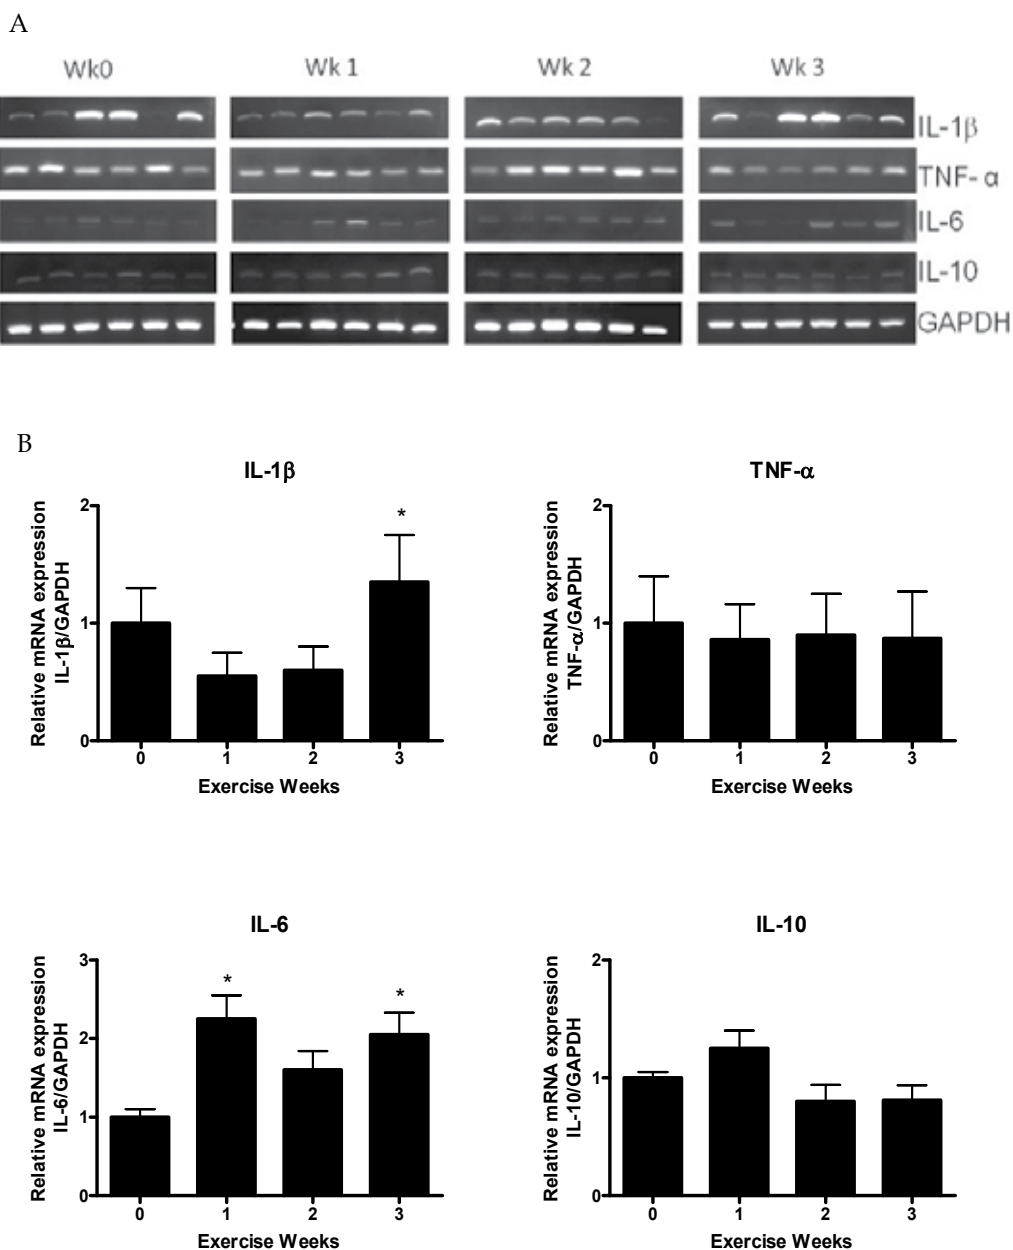 A
Wk0 Wk 1 Wk 2 Wk 3
IL-1β
TNF- α
IL-6
IL-10
GAPDH
B
IL-1β
Relative mRNA expression
IL-1β/GAPDH
2
1
0
*
0 1 2 3
Exercise Weeks
TNF-α
Relative mRNA expression
TNF-α/GAPDH
2
1
0
0 1 2 3
Exercise Weeks
IL-6
Relative mRNA expression
IL-6/GAPDH
3
2
1
0
* *
0 1 2 3
Exercise Weeks
IL-10
Relative mRNA expression
IL-10/GAPDH
2
1
0
0 1 2 3
Exercise Weeks